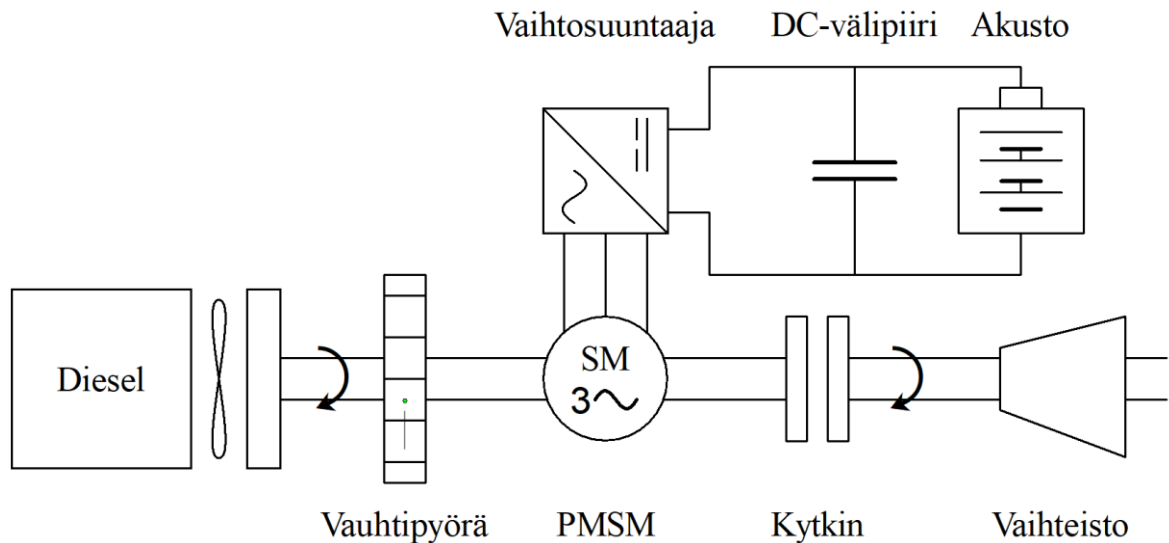 Vaihtosuuntaaja DC-välipiiri Akusto
Diesel
SM
3
Vauhtipyörä PMSM Kytkin Vaihteisto